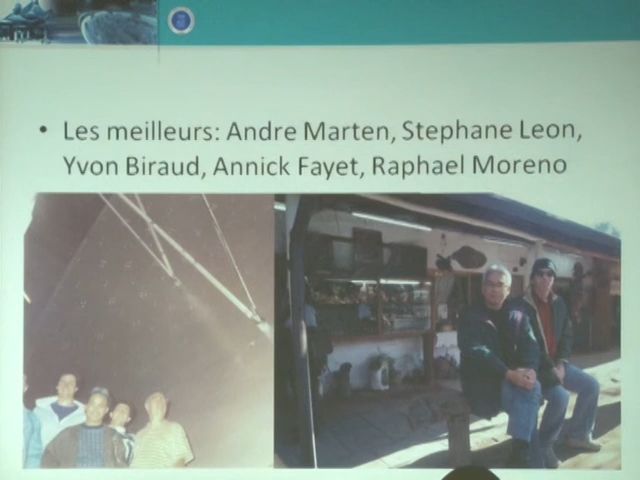 • Les meilleurs: Andre Marten, Stephane Leon,
Yvon Biraud, Annick Fayet, Raphael Moreno